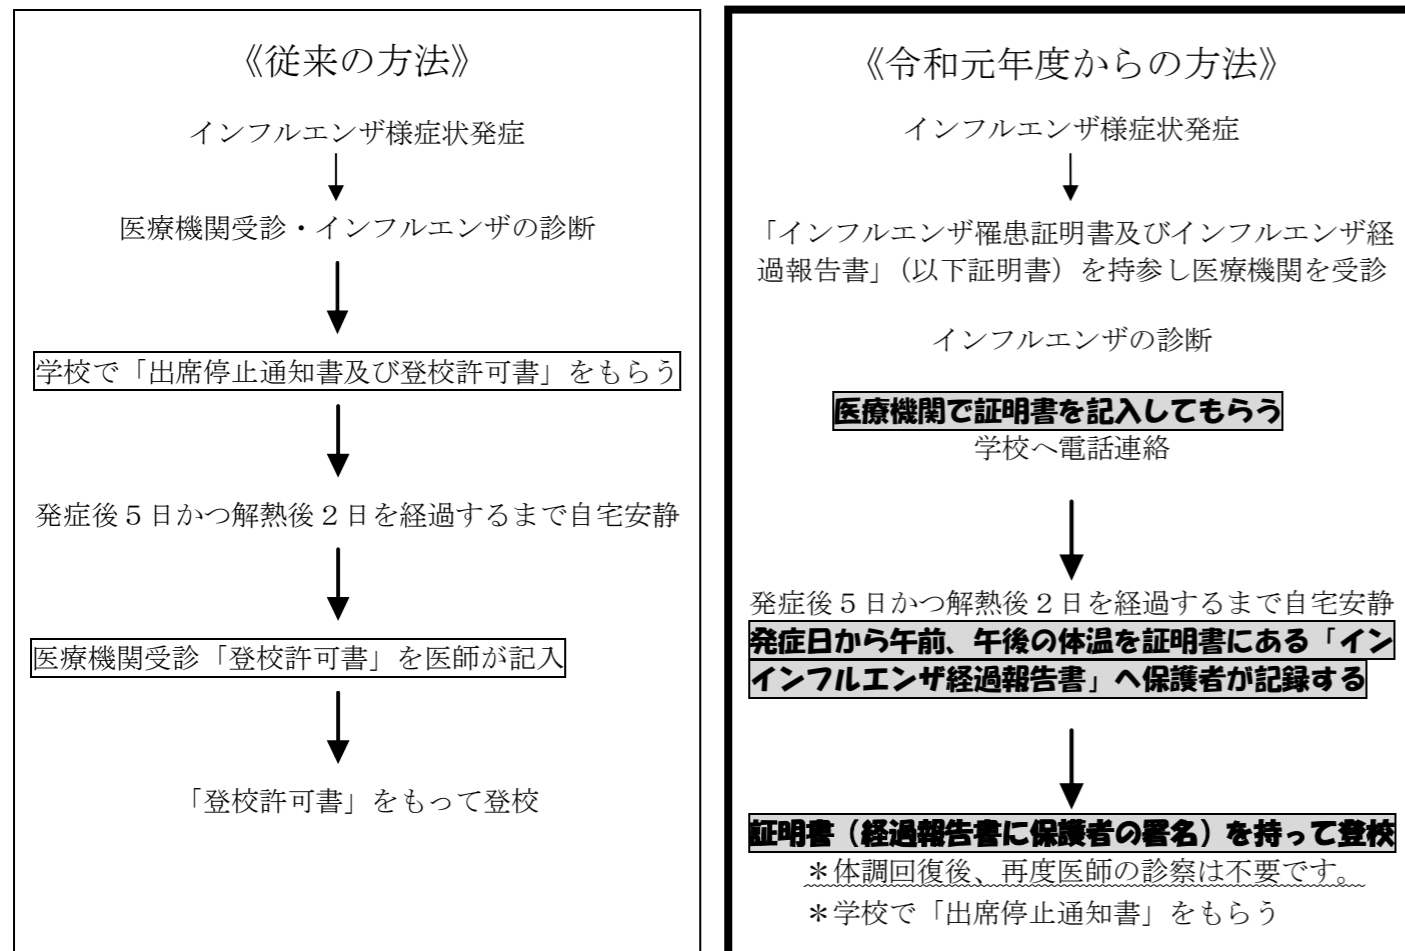 《従来の方法》
インフルエンザ様症状発症
医療機関受診・インフルエンザの診断
学校で「出席停止通知書及び登校許可書」をもらう
発症後５日かつ解熱後２日を経過するまで自宅安静
医療機関受診「登校許可書」を医師が記入
「登校許可書」をもって登校
《令和元年度からの方法》
インフルエンザ様症状発症
「インフルエンザ罹患証明書及びインフルエンザ経
過報告書」（以下証明書）を持参し医療機関を受診
インフルエンザの診断
医療機関で証明書を記入してもらう
学校へ電話連絡
発症後５日かつ解熱後２日を経過するまで自宅安静
発症日から午前、午後の体温を証明書にある「イン
インフルエンザ経過報告書」へ保護者が記録する
証明書（経過報告書に保護者の署名）を持って登校
＊体調回復後、再度医師の診察は不要です。
＊学校で「出席停止通知書」をもらう